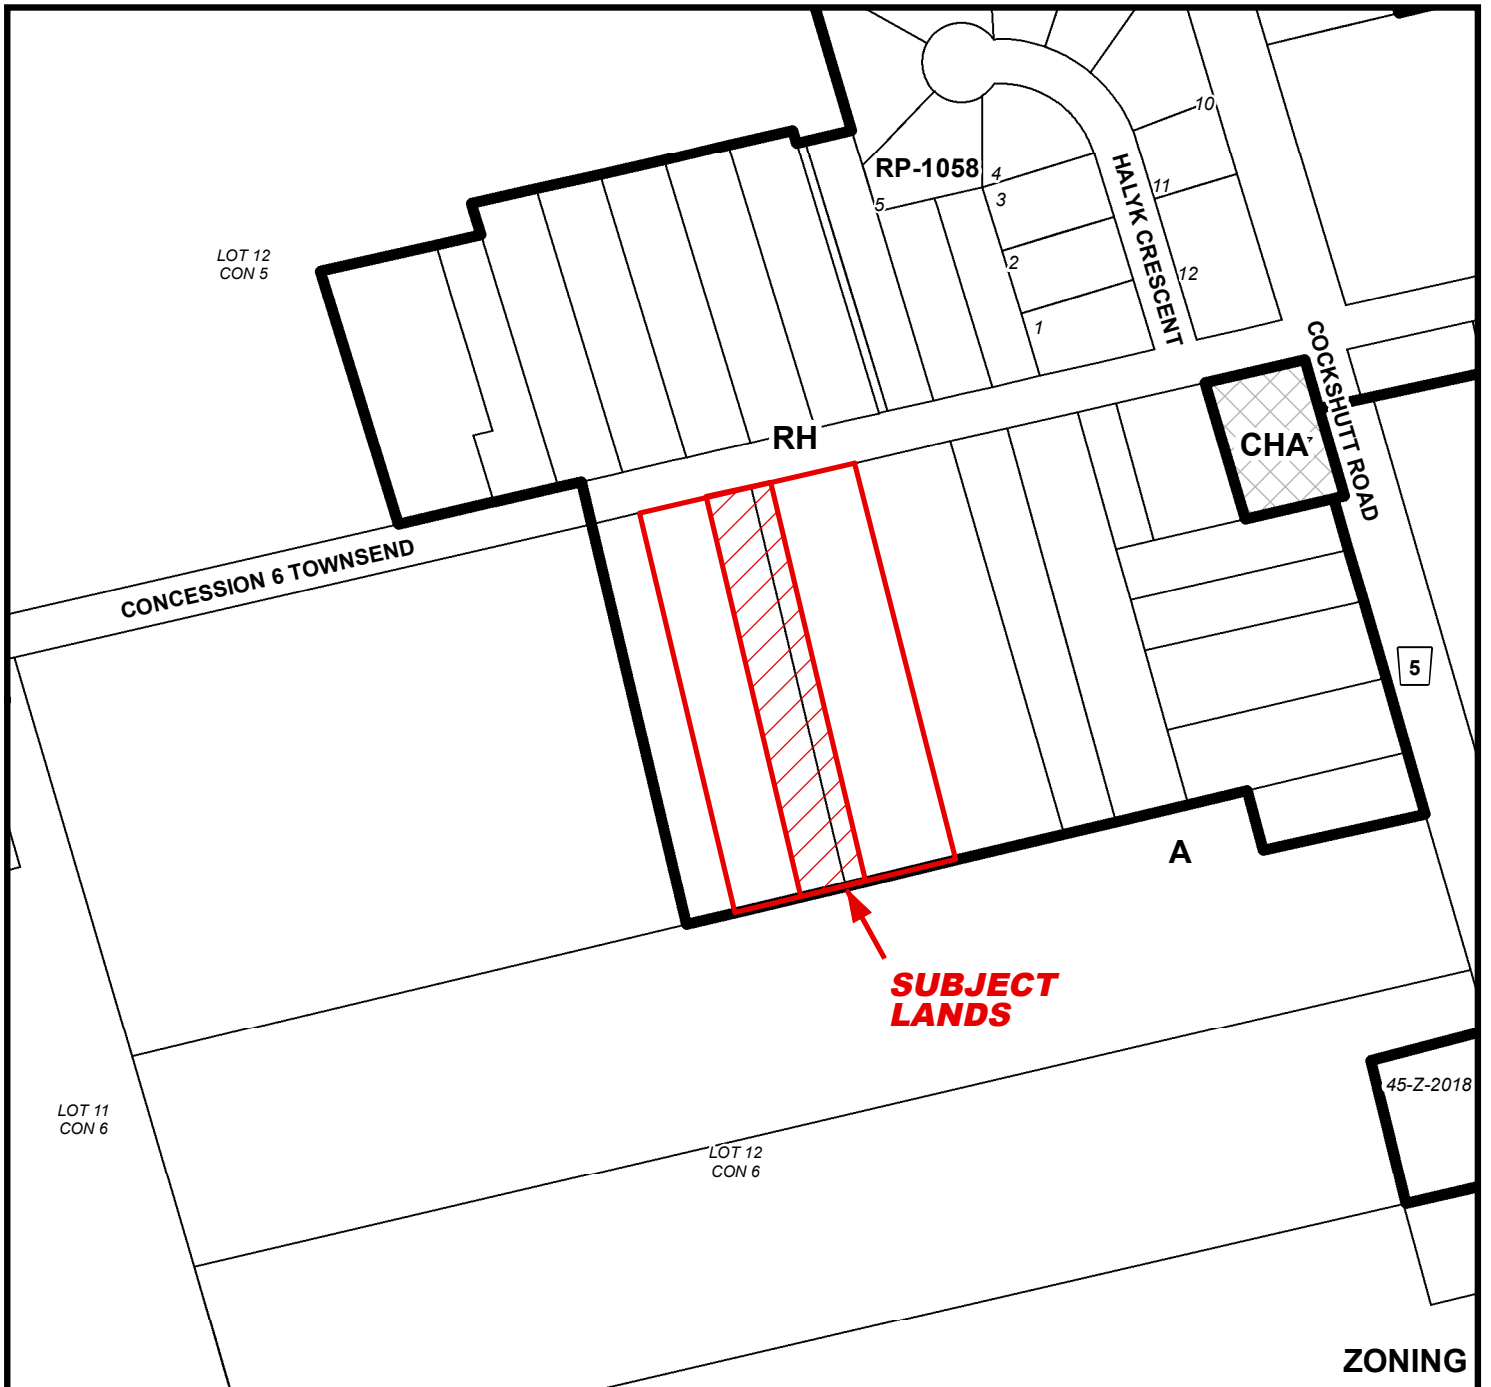 10
RP-1058
4
11
3
5
HALYK CRESCENT
LOT 12
CON 5
2
12
1
COCKSHUTT ROAD
RH
CHA
CONCESSION 6 TOWNSEND
5
A
SUBJECT
LANDS
45-Z-2018
LOT 11
CON 6
LOT 12
CON 6
ZONING